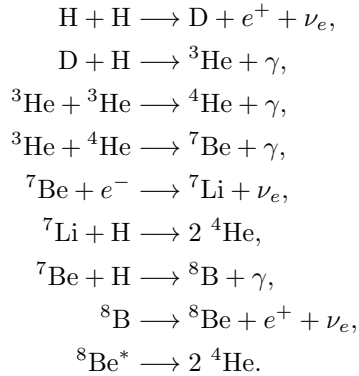 H + H ⟶ D + e⁺ + νₑ,
D + H ⟶ ³He + γ,
³He + ³He ⟶ ⁴He + γ,
³He + ⁴He ⟶ ⁷Be + γ,
⁷Be + e⁻ ⟶ ⁷Li + νₑ,
⁷Li + H ⟶ 2 ⁴He,
⁷Be + H ⟶ ⁸B + γ,
⁸B ⟶ ⁸Be + e⁺ + νₑ,
⁸Be* ⟶ 2 ⁴He.